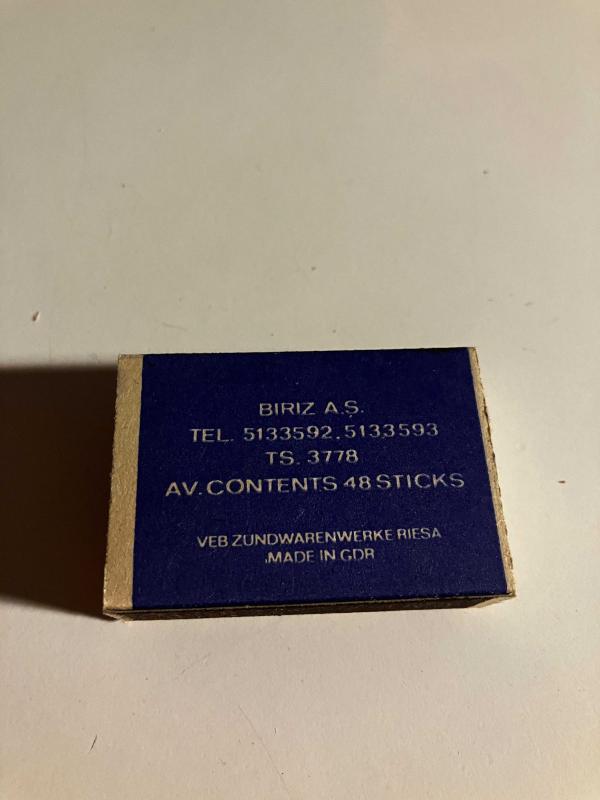 BIRIZ A.Ş.
TEL. 5133592, 5133593
TS. 3778
AV. CONTENTS 48 STICKS
VEB ZUNDWARENWERKE RIESA
MADE IN GDR